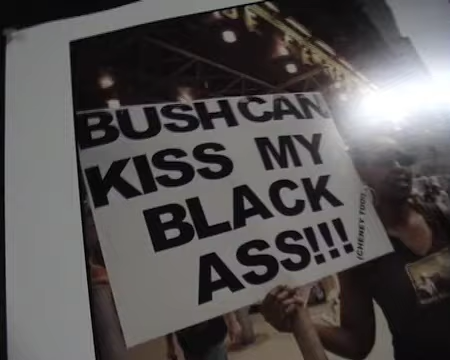 BUSH CAN
KISS MY
BLACK
ASS!!!
(CHENEY TOO!)